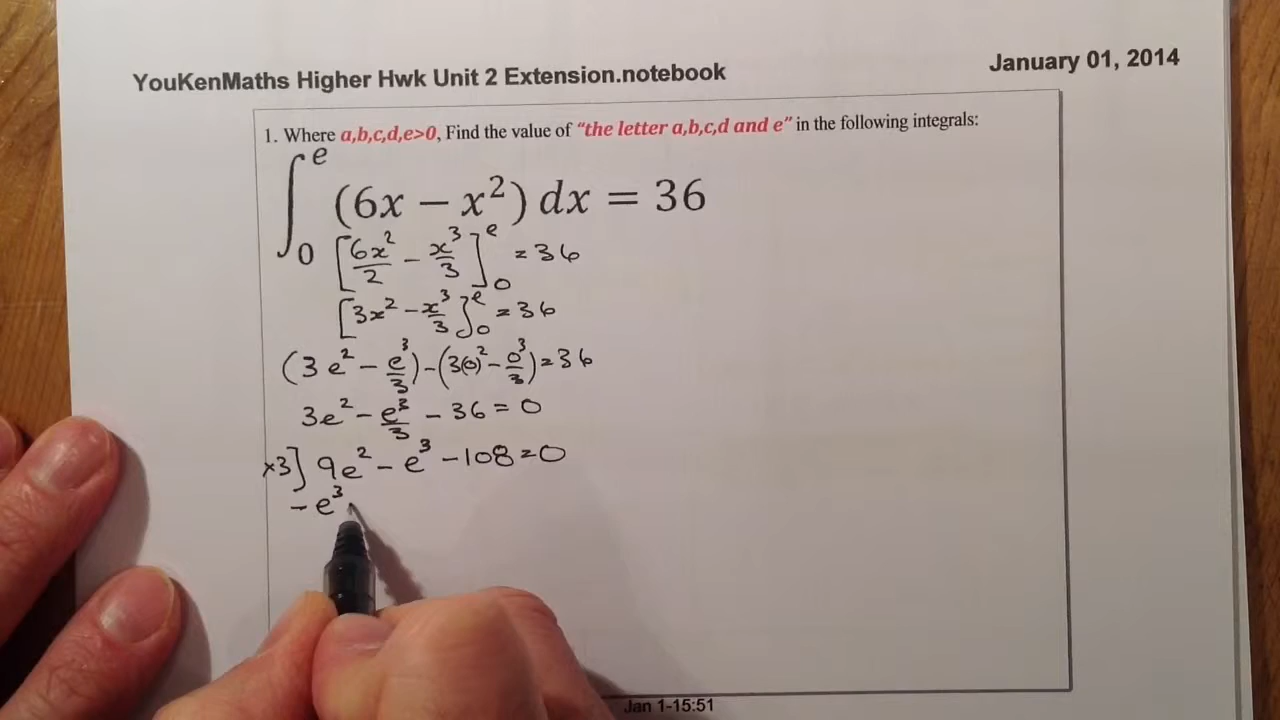 YouKenMaths Higher Hwk Unit 2 Extension.notebook
January 01, 2014
1. Where a,b,c,d,e>0, Find the value of "the letter a,b,c,d and e" in the following integrals:
∫₀ᵉ (6x − x²) dx = 36
[6x²/2 − x³/3]₀ᵉ = 36
[3x² − x³/3]₀ᵉ = 36
(3e² − e³/3) − (3(0)² − 0³/3) = 36
3e² − e³/3 − 36 = 0
×3] 9e² − e³ − 108 = 0
− e³
Jan 1-15:51